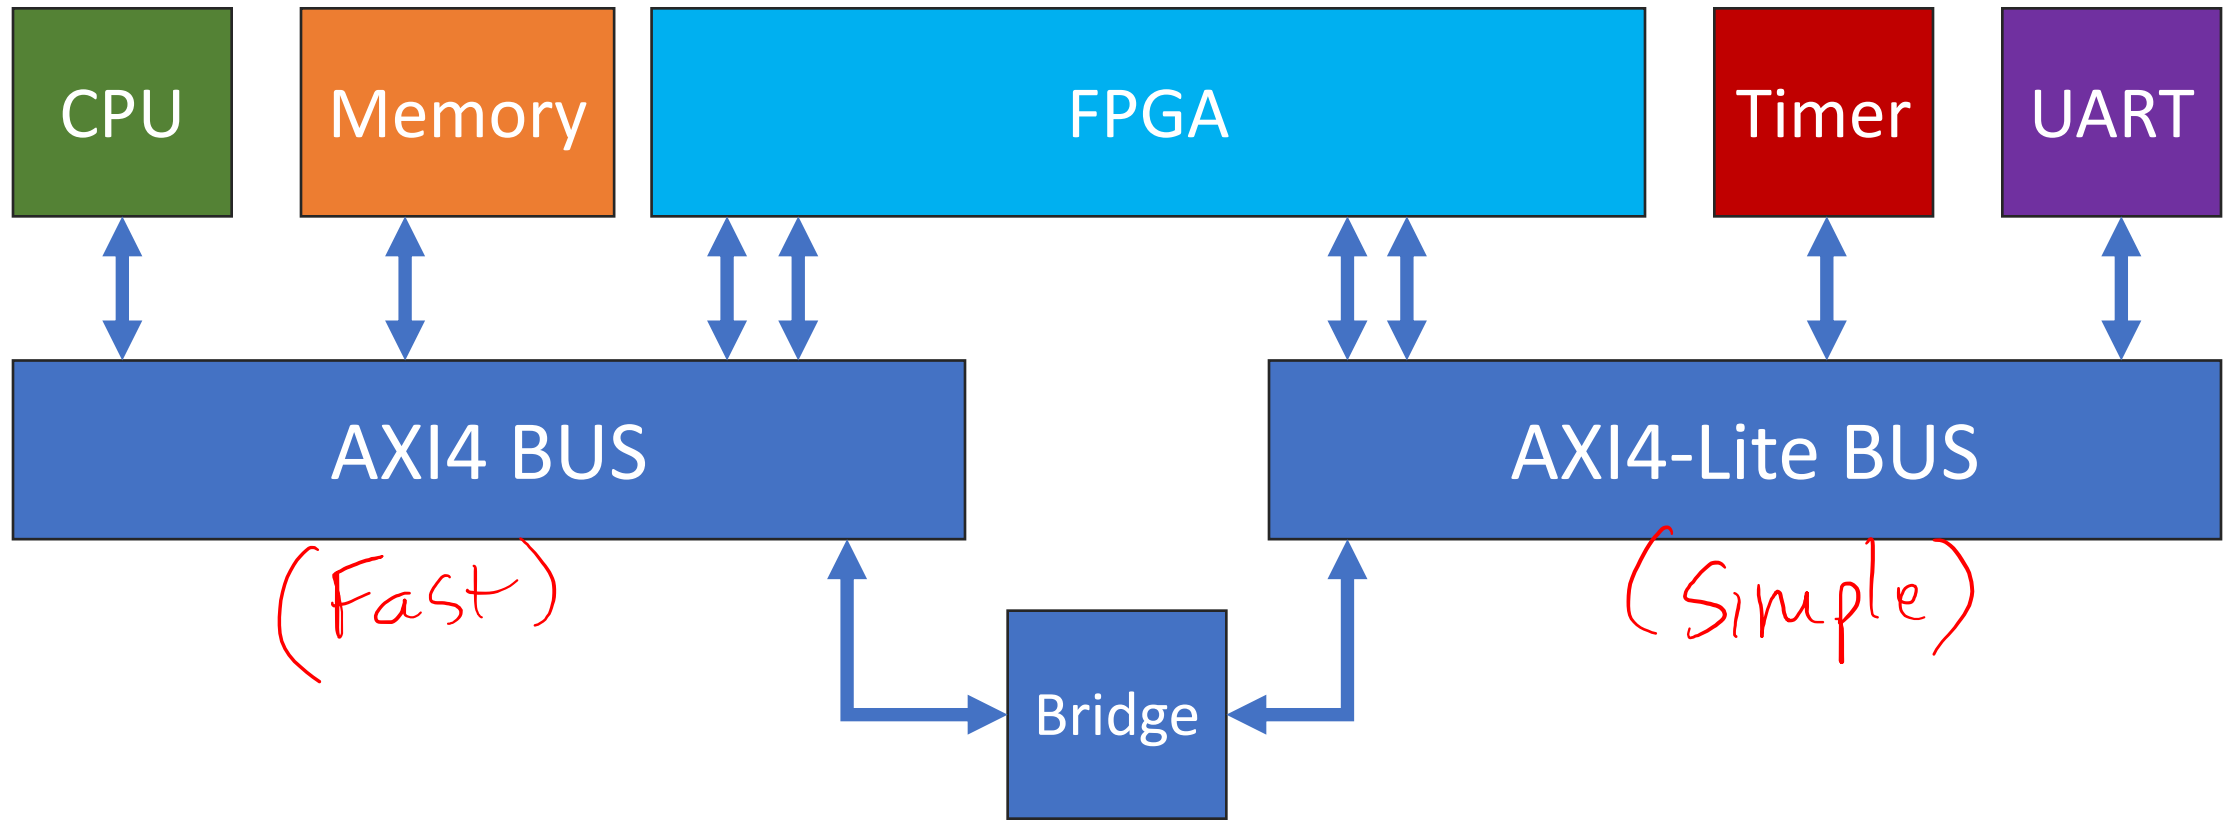 CPU
Memory
FPGA
Timer
UART
AXI4 BUS
AXI4-Lite BUS
(Fast)
(Simple)
Bridge